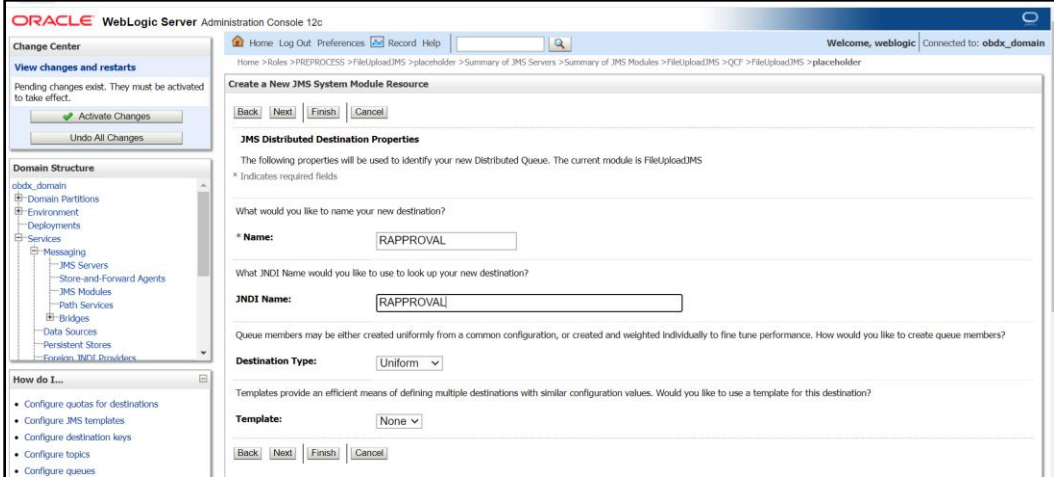 ORACLE WebLogic Server Administration Console 12c
Change Center
View changes and restarts
Pending changes exist. They must be activated
to take effect.
Activate Changes
Undo All Changes
Domain Structure
obdx_domain
Domain Partitions
Environment
Deployments
Services
Messaging
JMS Servers
Store-and-Forward Agents
JMS Modules
Path Services
Bridges
Data Sources
Persistent Stores
Foreign JNDI Providers
How do I...
Configure quotas for destinations
Configure JMS templates
Configure destination keys
Configure topics
Configure queues
Home Log Out Preferences Record Help
Welcome, weblogic Connected to: obdx_domain
Home >Roles >PREPROCESS >FileUploadJMS >placeholder >Summary of JMS Servers >Summary of JMS Modules >FileUploadJMS >QCF >FileUploadJMS >placeholder
Create a New JMS System Module Resource
Back Next Finish Cancel
JMS Distributed Destination Properties
The following properties will be used to identify your new Distributed Queue. The current module is FileUploadJMS
* Indicates required fields
What would you like to name your new destination?
* Name: RAPPROVAL
What JNDI Name would you like to use to look up your new destination?
JNDI Name: RAPPROVAL
Queue members may be either created uniformly from a common configuration, or created and weighted individually to fine tune performance. How would you like to create queue members?
Destination Type: Uniform
Templates provide an efficient means of defining multiple destinations with similar configuration values. Would you like to use a template for this destination?
Template: None
Back Next Finish Cancel